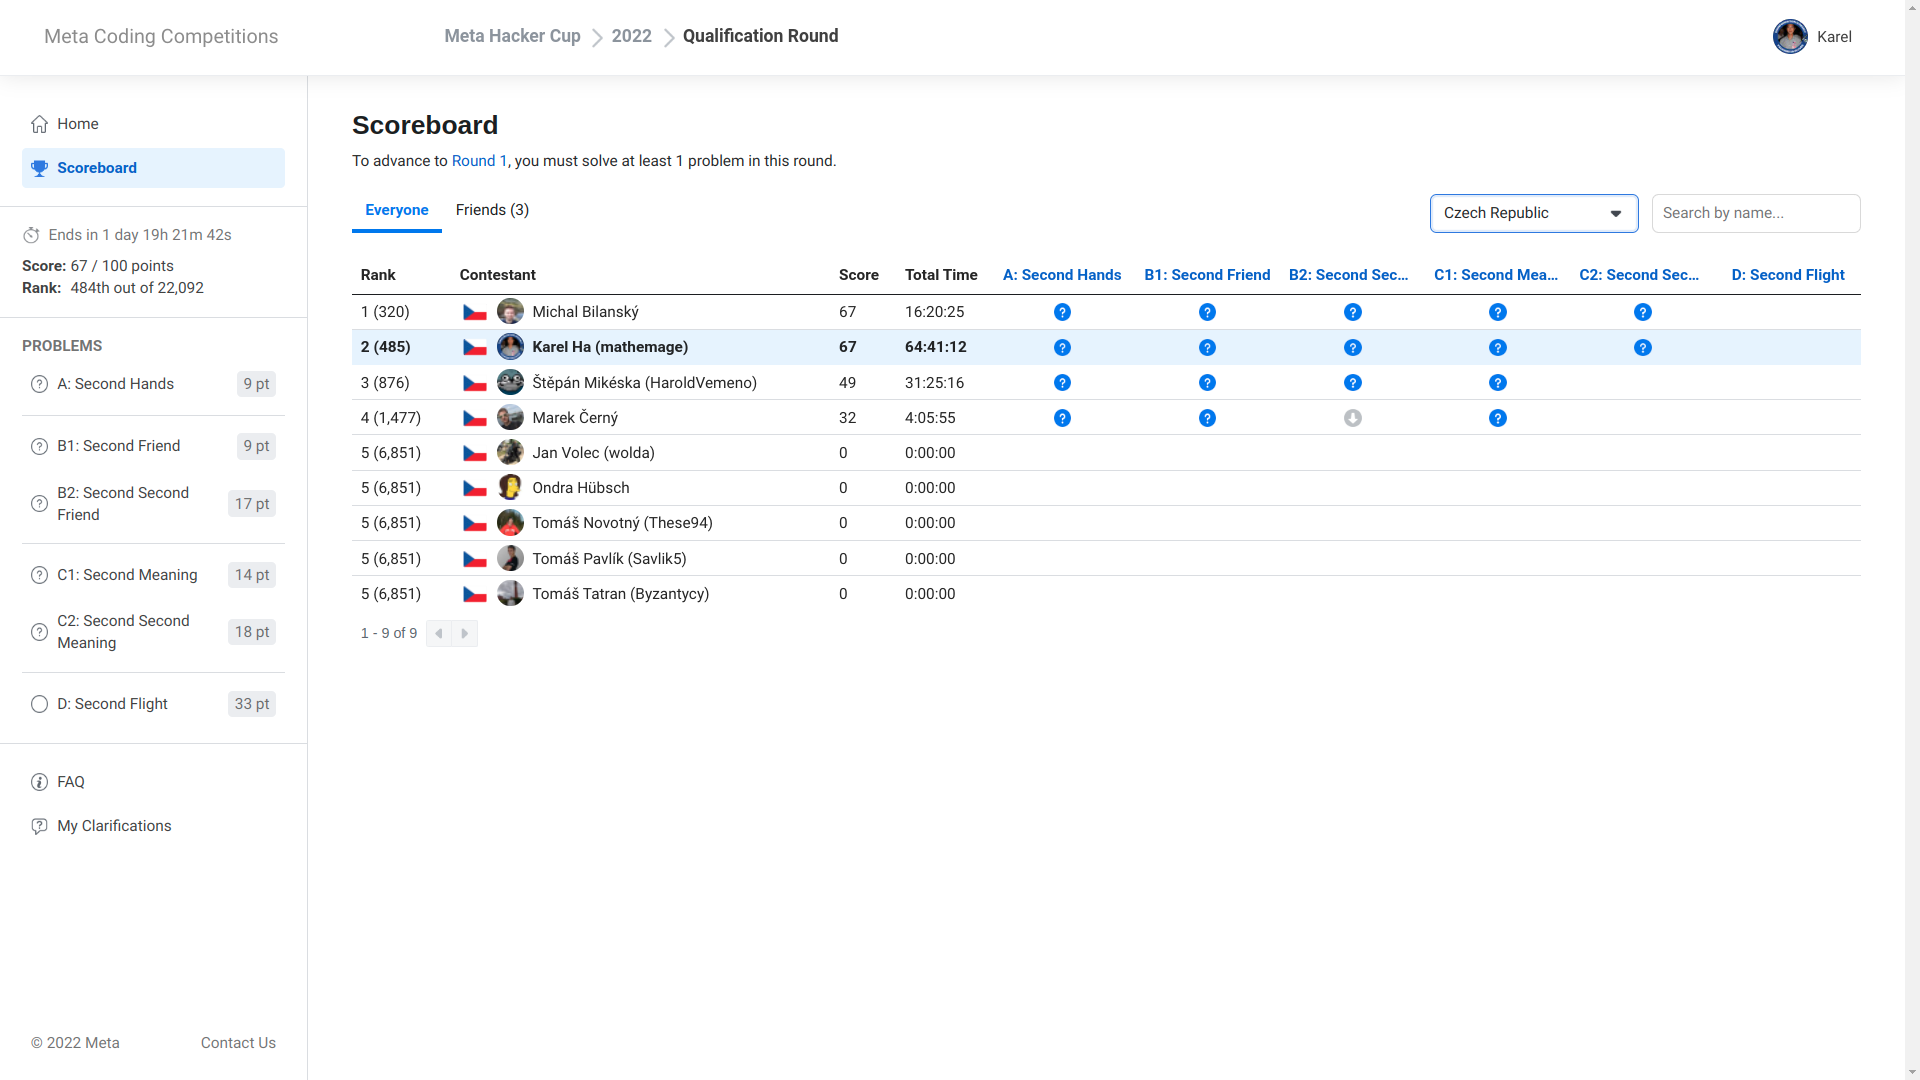 Meta Coding Competitions
Meta Hacker Cup 2022 Qualification Round
Karel
Home
Scoreboard
Ends in 1 day 19h 21m 42s
Score: 67 / 100 points
Rank: 484th out of 22,092
PROBLEMS
A: Second Hands 9 pt
B1: Second Friend 9 pt
B2: Second Second
Friend
17 pt
C1: Second Meaning 14 pt
C2: Second Second
Meaning
18 pt
D: Second Flight 33 pt
FAQ
My Clarifications
© 2022 Meta Contact Us
Scoreboard
To advance to Round 1, you must solve at least 1 problem in this round.
Everyone Friends (3)
Czech Republic
Search by name...
Rank Contestant Score Total Time A: Second Hands B1: Second Friend B2: Second Sec... C1: Second Mea... C2: Second Sec... D: Second Flight
1 (320) Michal Bilanský 67 16:20:25 ? ? ? ? ?
2 (485) Karel Ha (mathemage) 67 64:41:12 ? ? ? ? ?
3 (876) Štěpán Mikéska (HaroldVemeno) 49 31:25:16 ? ? ? ?
4 (1,477) Marek Černý 32 4:05:55 ? ? ?
5 (6,851) Jan Volec (wolda) 0 0:00:00
5 (6,851) Ondra Hübsch 0 0:00:00
5 (6,851) Tomáš Novotný (These94) 0 0:00:00
5 (6,851) Tomáš Pavlík (Savlik5) 0 0:00:00
5 (6,851) Tomáš Tatran (Byzantycy) 0 0:00:00
1 - 9 of 9